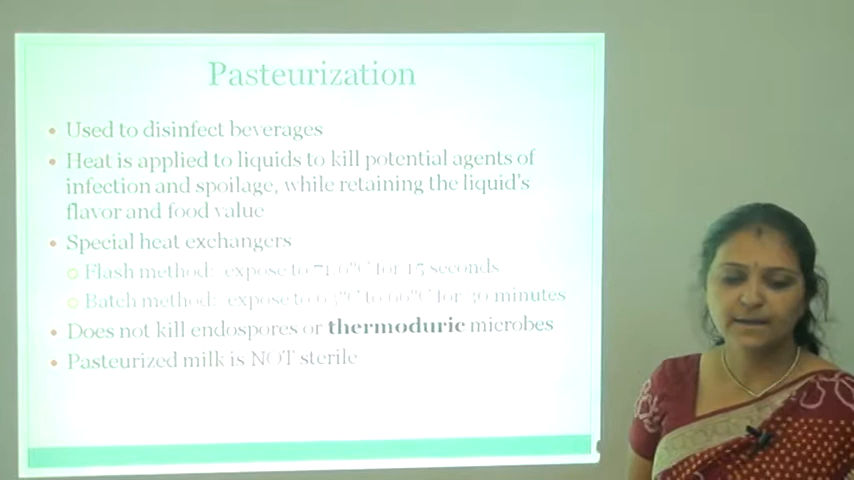 Pasteurization
Used to disinfect beverages
Heat is applied to liquids to kill potential agents of
infection and spoilage, while retaining the liquid's
flavor and food value
Special heat exchangers
Flash method: expose to 71.6°C for 15 seconds
Batch method: expose to 63°C to 66°C for 30 minutes
Does not kill endospores or thermoduric microbes
Pasteurized milk is NOT sterile